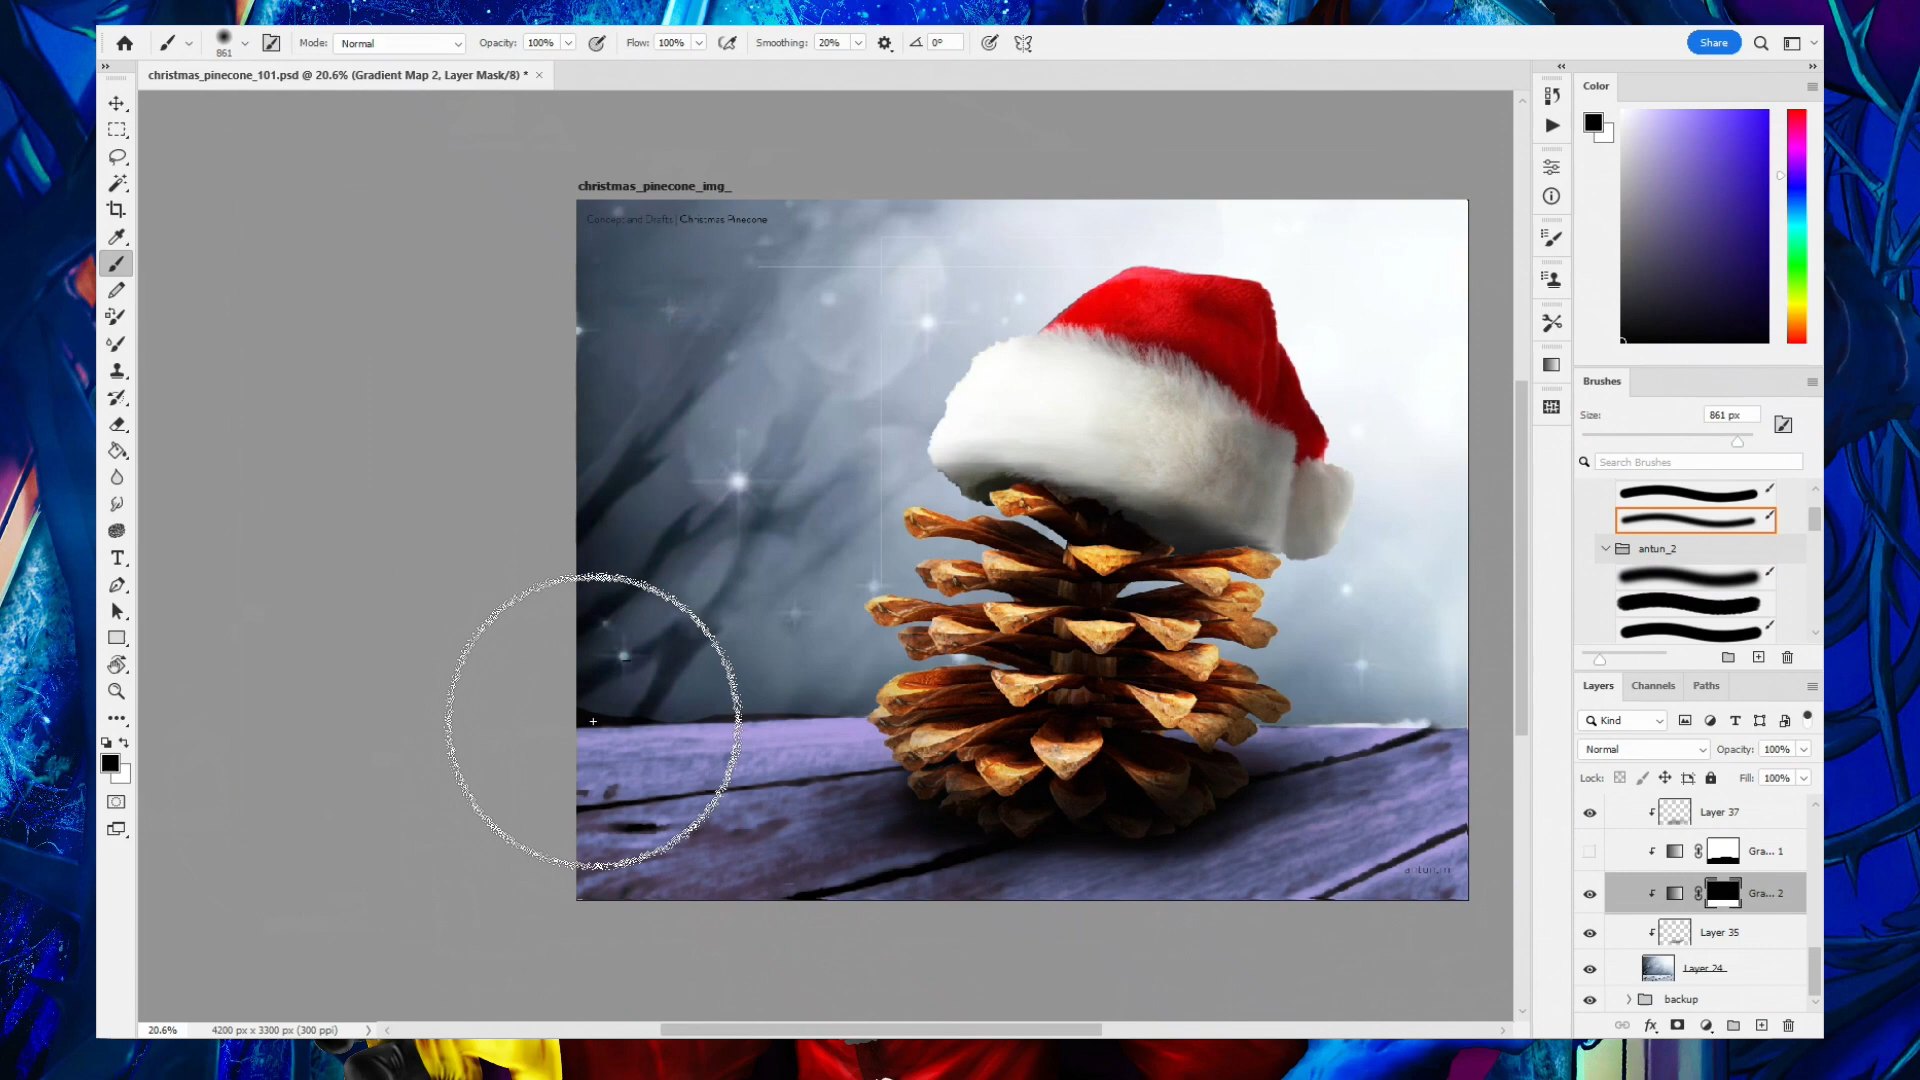 861
Mode: Normal
Opacity: 100%
Flow: 100%
Smoothing: 20%
0°
Share
christmas_pinecone_101.psd @ 20.6% (Gradient Map 2, Layer Mask/8) *
Color
christmas_pinecone_img_
Concept and Drafts | Christmas Pinecone
Brushes
Size:
861 px
Search Brushes
antun_2
Layers
Channels
Paths
Kind
Normal
Opacity: 100%
Lock:
Fill: 100%
Layer 37
Gra... 1
Gra... 2
Layer 35
Layer 24
backup
20.6%
4200 px x 3300 px (300 ppi)